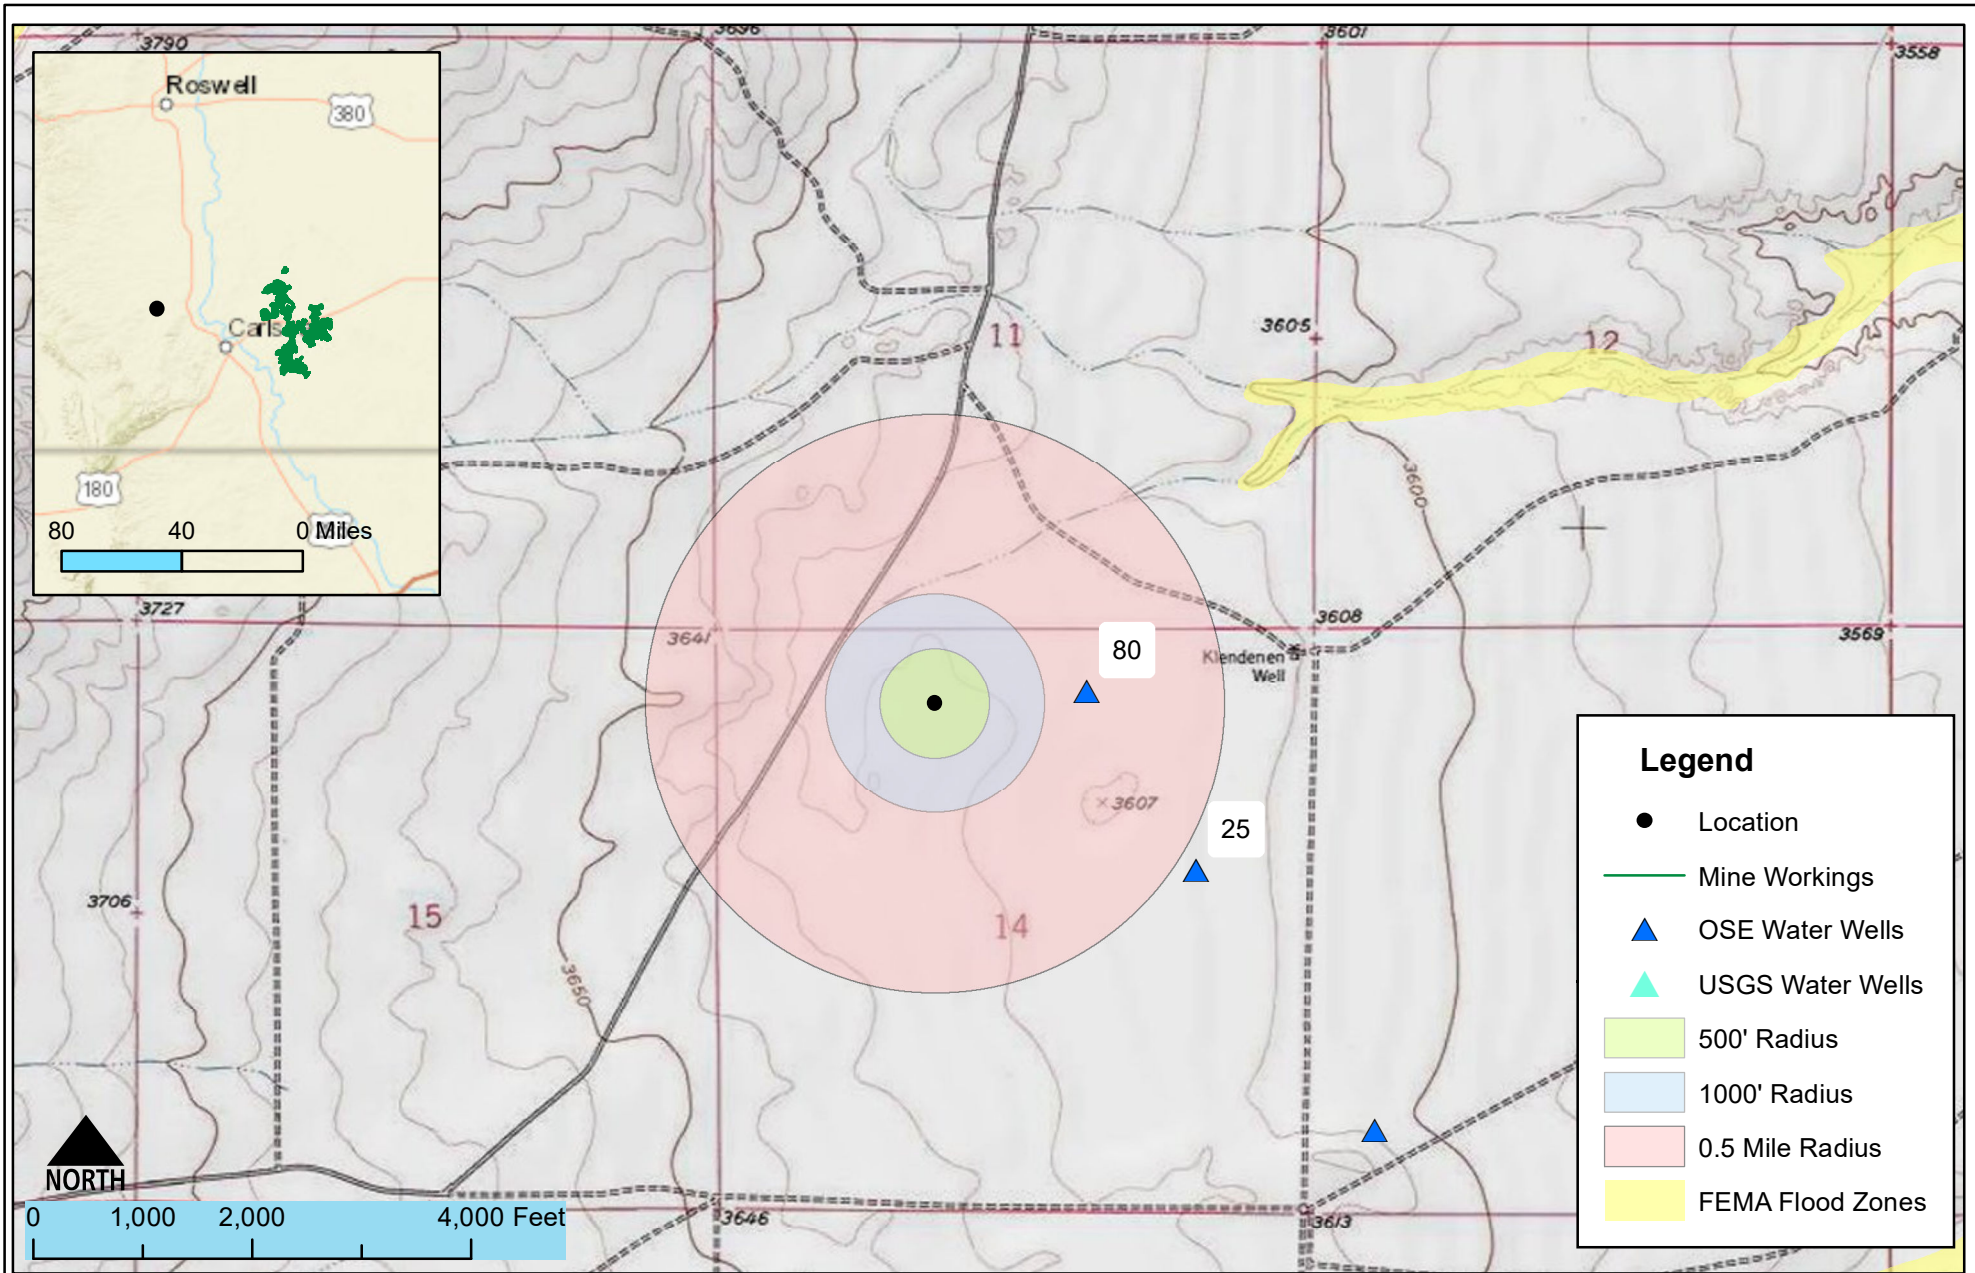 3790
3696
3601
3558
Roswell
380
Carls
180
80 40 0 Miles
11
3605
12
3600
3727
3641
3608
3569
80
Klendenen
Well
3607
25
3706
15
14
3650
NORTH
0 1,000 2,000 4,000 Feet
3646
3613
Legend
Location
Mine Workings
OSE Water Wells
USGS Water Wells
500' Radius
1000' Radius
0.5 Mile Radius
FEMA Flood Zones